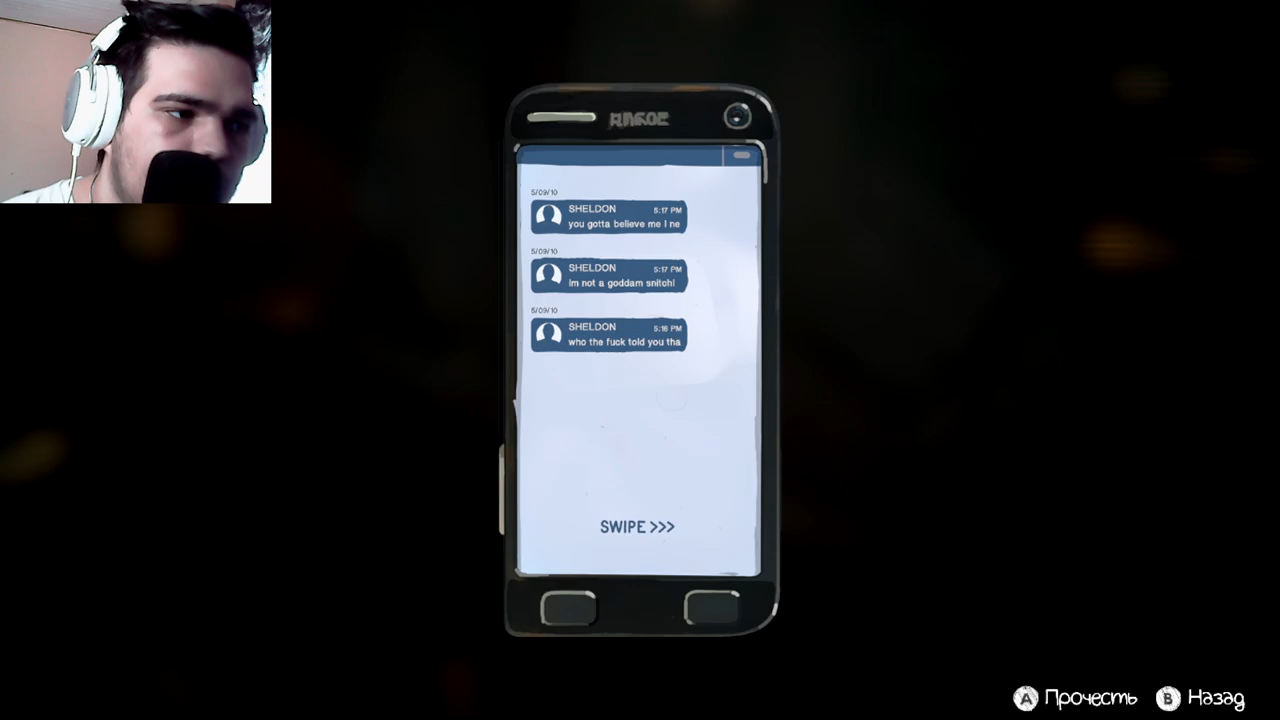 5/09/10
SHELDON 5:17 PM
you gotta believe me I ne
5/09/10
SHELDON 5:17 PM
Im not a goddam snitch!
5/09/10
SHELDON 5:16 PM
who the fuck told you tha
SWIPE >>>
A Прочесть B Назад